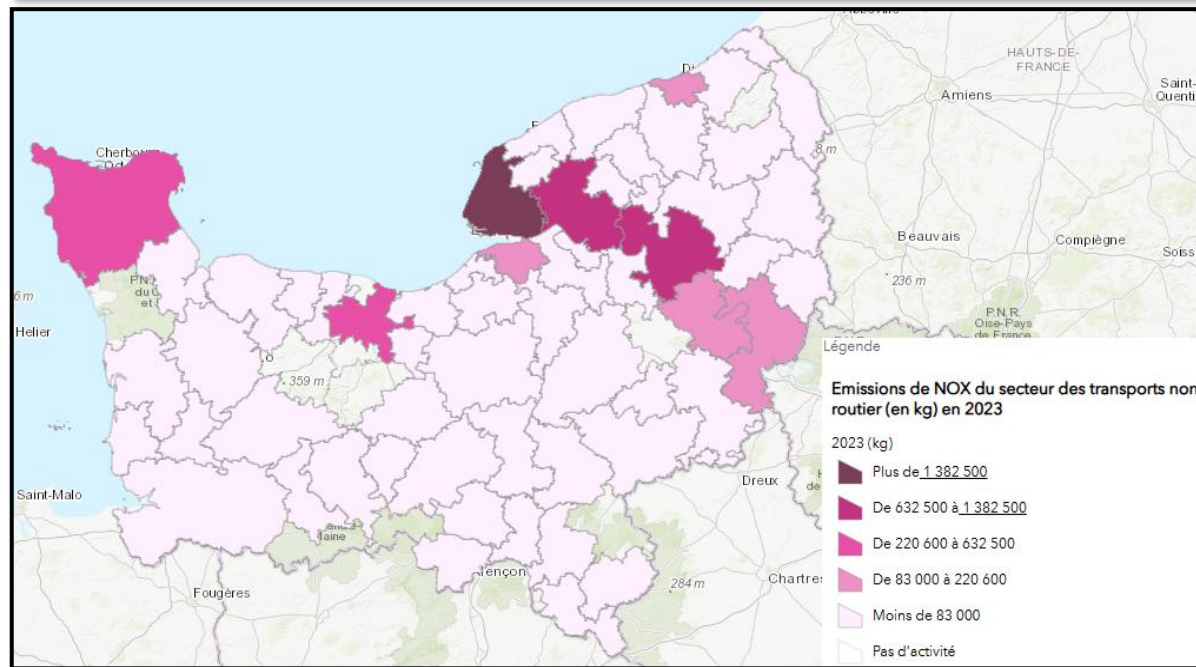 HAUTS-DE-
FRANCE
Amiens
Saint-
Quenti
Cherbou
Beauvais
Compiègne
Soiss
236 m
P.N.R.
Oise-Pays
de France
6 m
Helier
359 m
Saint-Malo
Fougères
284 m
Dreux
Chartres
Légende
Emissions de NOX du secteur des transports non
routier (en kg) en 2023
2023 (kg)
Plus de 1 382 500
De 632 500 à 1 382 500
De 220 600 à 632 500
De 83 000 à 220 600
Moins de 83 000
Pas d'activité